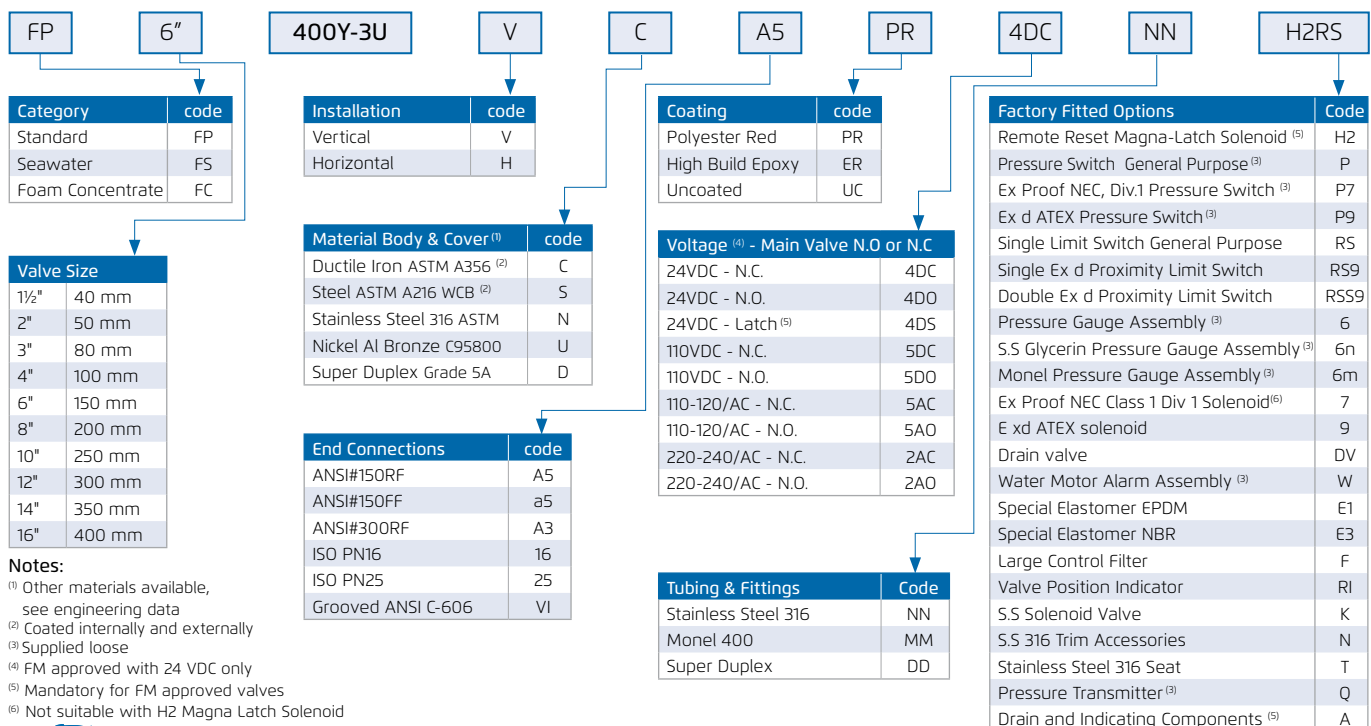 FP 6" 400Y-3U V C A5 PR 4DC NN H2RS
Category code
Standard FP
Seawater FS
Foam Concentrate FC
Valve Size
1½" 40 mm
2" 50 mm
3" 80 mm
4" 100 mm
6" 150 mm
8" 200 mm
10" 250 mm
12" 300 mm
14" 350 mm
16" 400 mm
Notes:
(1) Other materials available,
see engineering data
(2) Coated internally and externally
(3) Supplied loose
(4) FM approved with 24 VDC only
(5) Mandatory for FM approved valves
(6) Not suitable with H2 Magna Latch Solenoid
Installation code
Vertical V
Horizontal H
Material Body & Cover (1) code
Ductile Iron ASTM A356 (2) C
Steel ASTM A216 WCB (2) S
Stainless Steel 316 ASTM N
Nickel Al Bronze C95800 U
Super Duplex Grade 5A D
End Connections code
ANSI#150RF A5
ANSI#150FF a5
ANSI#300RF A3
ISO PN16 16
ISO PN25 25
Grooved ANSI C-606 VI
Coating code
Polyester Red PR
High Build Epoxy ER
Uncoated UC
Voltage (4) - Main Valve N.O or N.C
24VDC - N.C. 4DC
24VDC - N.O. 4DO
24VDC - Latch (5) 4DS
110VDC - N.C. 5DC
110VDC - N.O. 5DO
110-120/AC - N.C. 5AC
110-120/AC - N.O. 5AO
220-240/AC - N.C. 2AC
220-240/AC - N.O. 2AO
Tubing & Fittings Code
Stainless Steel 316 NN
Monel 400 MM
Super Duplex DD
Factory Fitted Options Code
Remote Reset Magna-Latch Solenoid (5) H2
Pressure Switch General Purpose (3) P
Ex Proof NEC, Div.1 Pressure Switch (3) P7
Ex d ATEX Pressure Switch (3) P9
Single Limit Switch General Purpose RS
Single Ex d Proximity Limit Switch RS9
Double Ex d Proximity Limit Switch RSS9
Pressure Gauge Assembly (3) 6
S.S Glycerin Pressure Gauge Assembly (3) 6n
Monel Pressure Gauge Assembly (3) 6m
Ex Proof NEC Class 1 Div 1 Solenoid (6) 7
E xd ATEX solenoid 9
Drain valve DV
Water Motor Alarm Assembly (3) W
Special Elastomer EPDM E1
Special Elastomer NBR E3
Large Control Filter F
Valve Position Indicator RI
S.S Solenoid Valve K
S.S 316 Trim Accessories N
Stainless Steel 316 Seat T
Pressure Transmitter (3) Q
Drain and Indicating Components (5) A